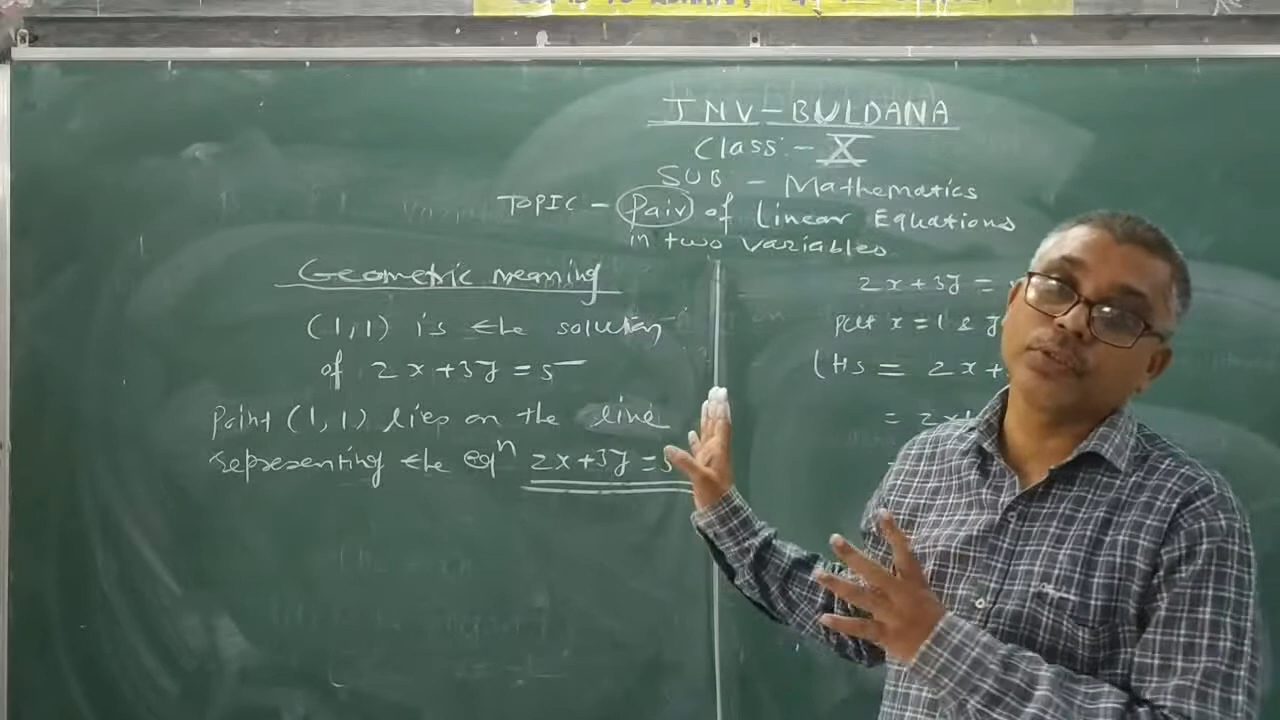 JNV - BULDANA
Class - X
SUB - Mathematics
TOPIC - Pair of Linear Equations
in two variables
Geometric meaning
(1,1) is the solution
of 2x+3y = 5
Point (1,1) lies on the line
representing the eqn 2x+3y = 5
2x+3y =
put x=1 & y
LHS = 2x+
= 2x1